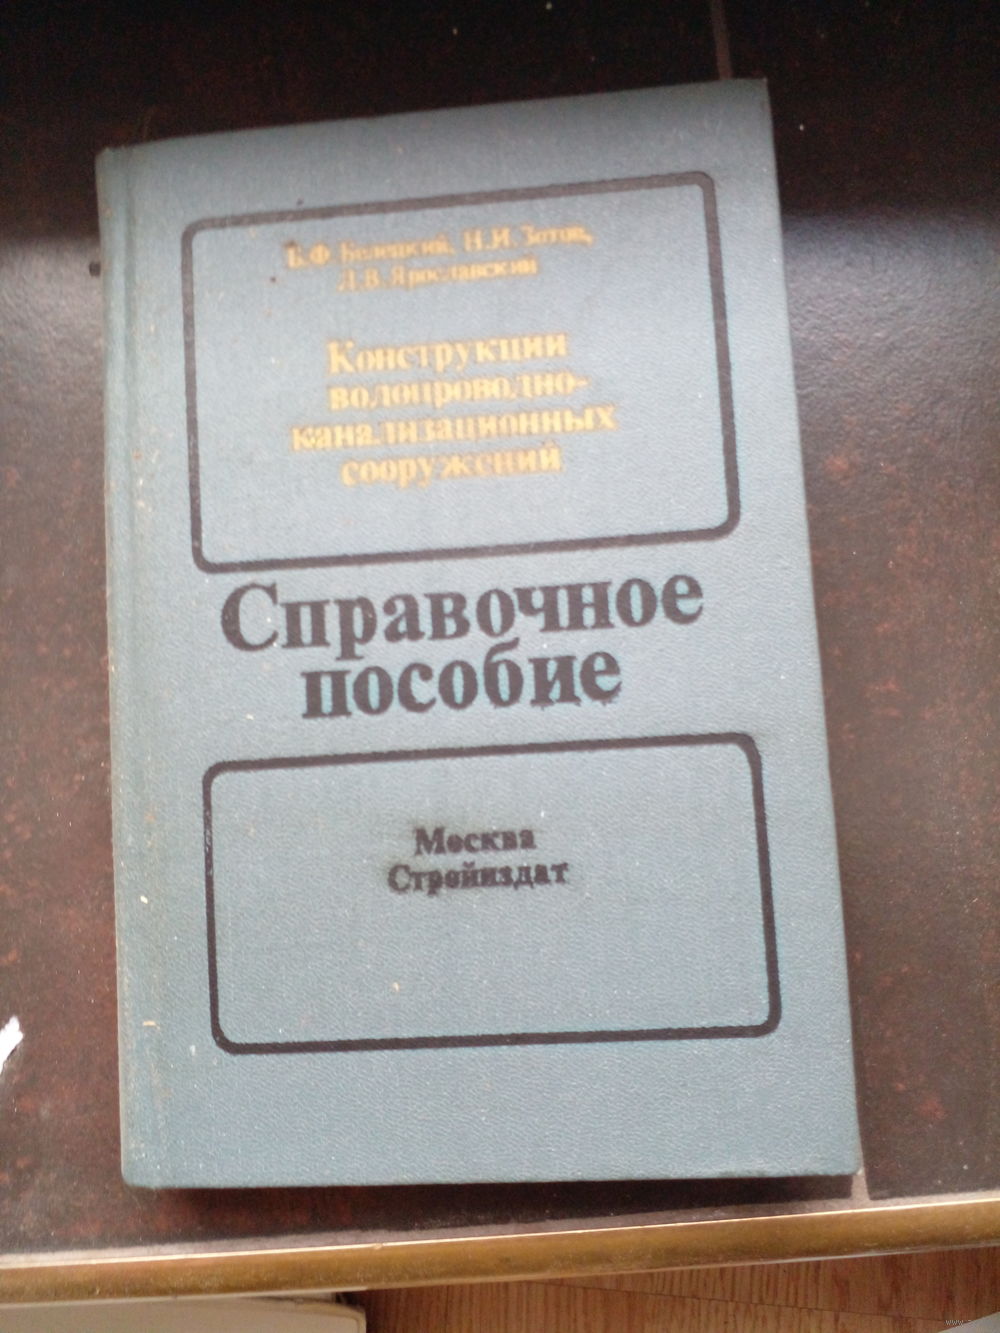 Б.Ф. Белецкий, Н.И. Зотов,
Л.В. Ярославский
Конструкции
водопроводно-
канализационных
сооружений
Справочное
пособие
Москва
Стройиздат